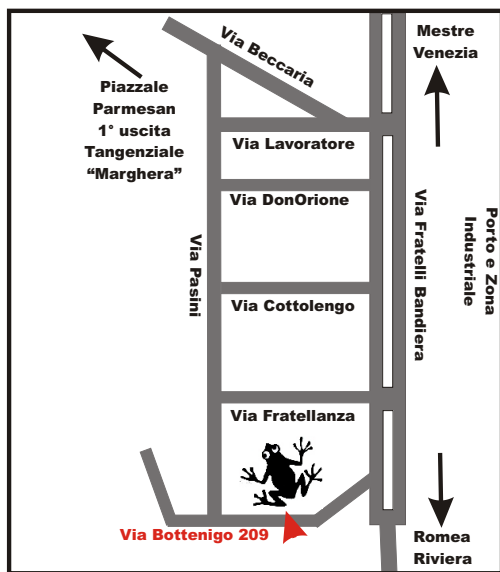 Via Beccaria
Mestre
Venezia
Piazzale
Parmesan
1° uscita
Tangenziale
“Marghera”
Via Lavoratore
Via DonOrione
Via Pasini
Via Fratelli Bandiera
Porto e Zona
Industriale
Via Cottolengo
Via Fratellanza
Via Bottenigo 209
Romea
Riviera